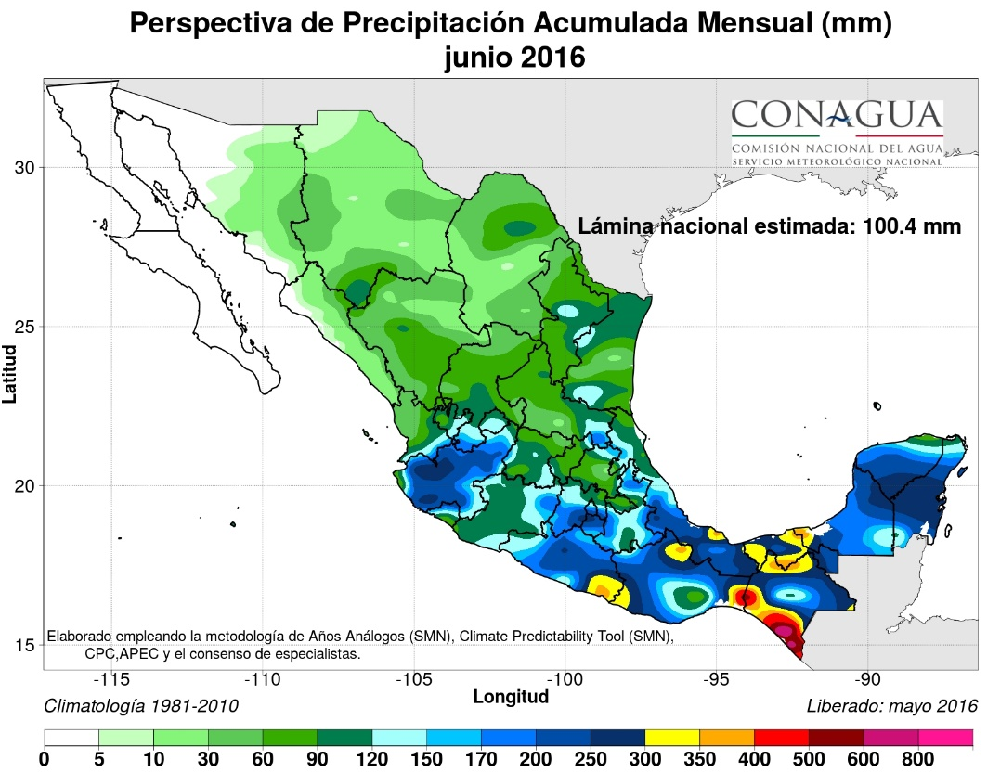 Perspectiva de Precipitación Acumulada Mensual (mm)
junio 2016
CONAGUA
COMISIÓN NACIONAL DEL AGUA
SERVICIO METEOROLÓGICO NACIONAL
Lámina nacional estimada: 100.4 mm
30
25
20
15
Latitud
Elaborado empleando la metodología de Años Análogos (SMN), Climate Predictability Tool (SMN),
CPC,APEC y el consenso de especialistas.
-115 -110 -105 -100 -95 -90
Longitud
Climatología 1981-2010
Liberado: mayo 2016
0 5 10 30 60 90 120 150 170 200 250 300 350 400 500 600 800